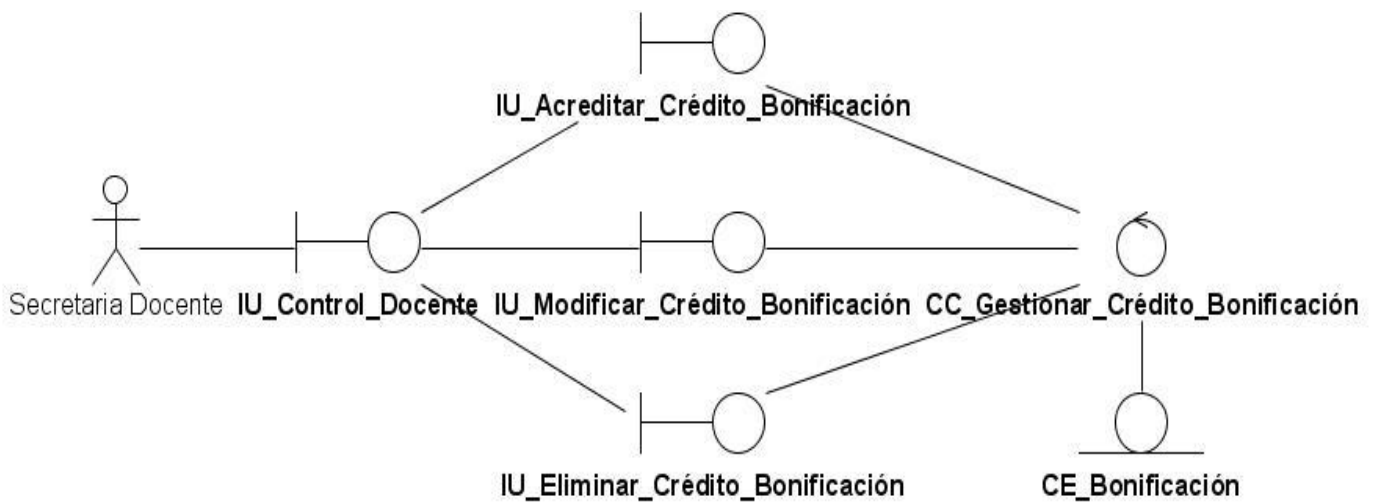 IU_Acreditar_Crédito_Bonificación
Secretaria Docente IU_Control_Docente IU_Modificar_Crédito_Bonificación CC_Gestionar_Crédito_Bonificación
IU_Eliminar_Crédito_Bonificación CE_Bonificación